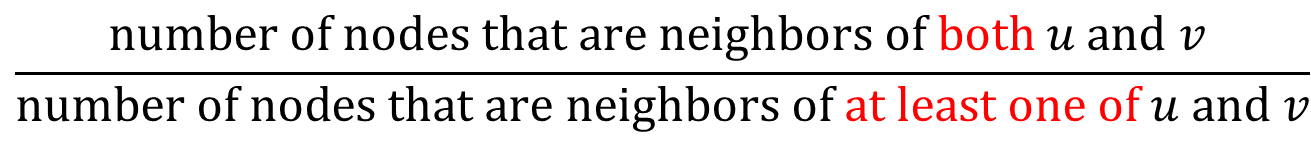 number of nodes that are neighbors of both u and v
number of nodes that are neighbors of at least one of u and v